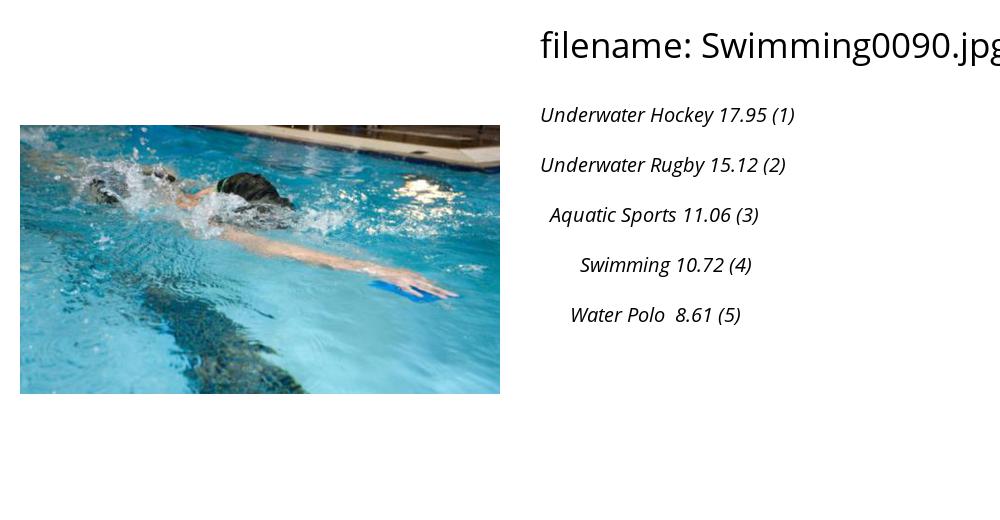 filename: Swimming0090.jpg
Underwater Hockey 17.95 (1)
Underwater Rugby 15.12 (2)
Aquatic Sports 11.06 (3)
Swimming 10.72 (4)
Water Polo 8.61 (5)